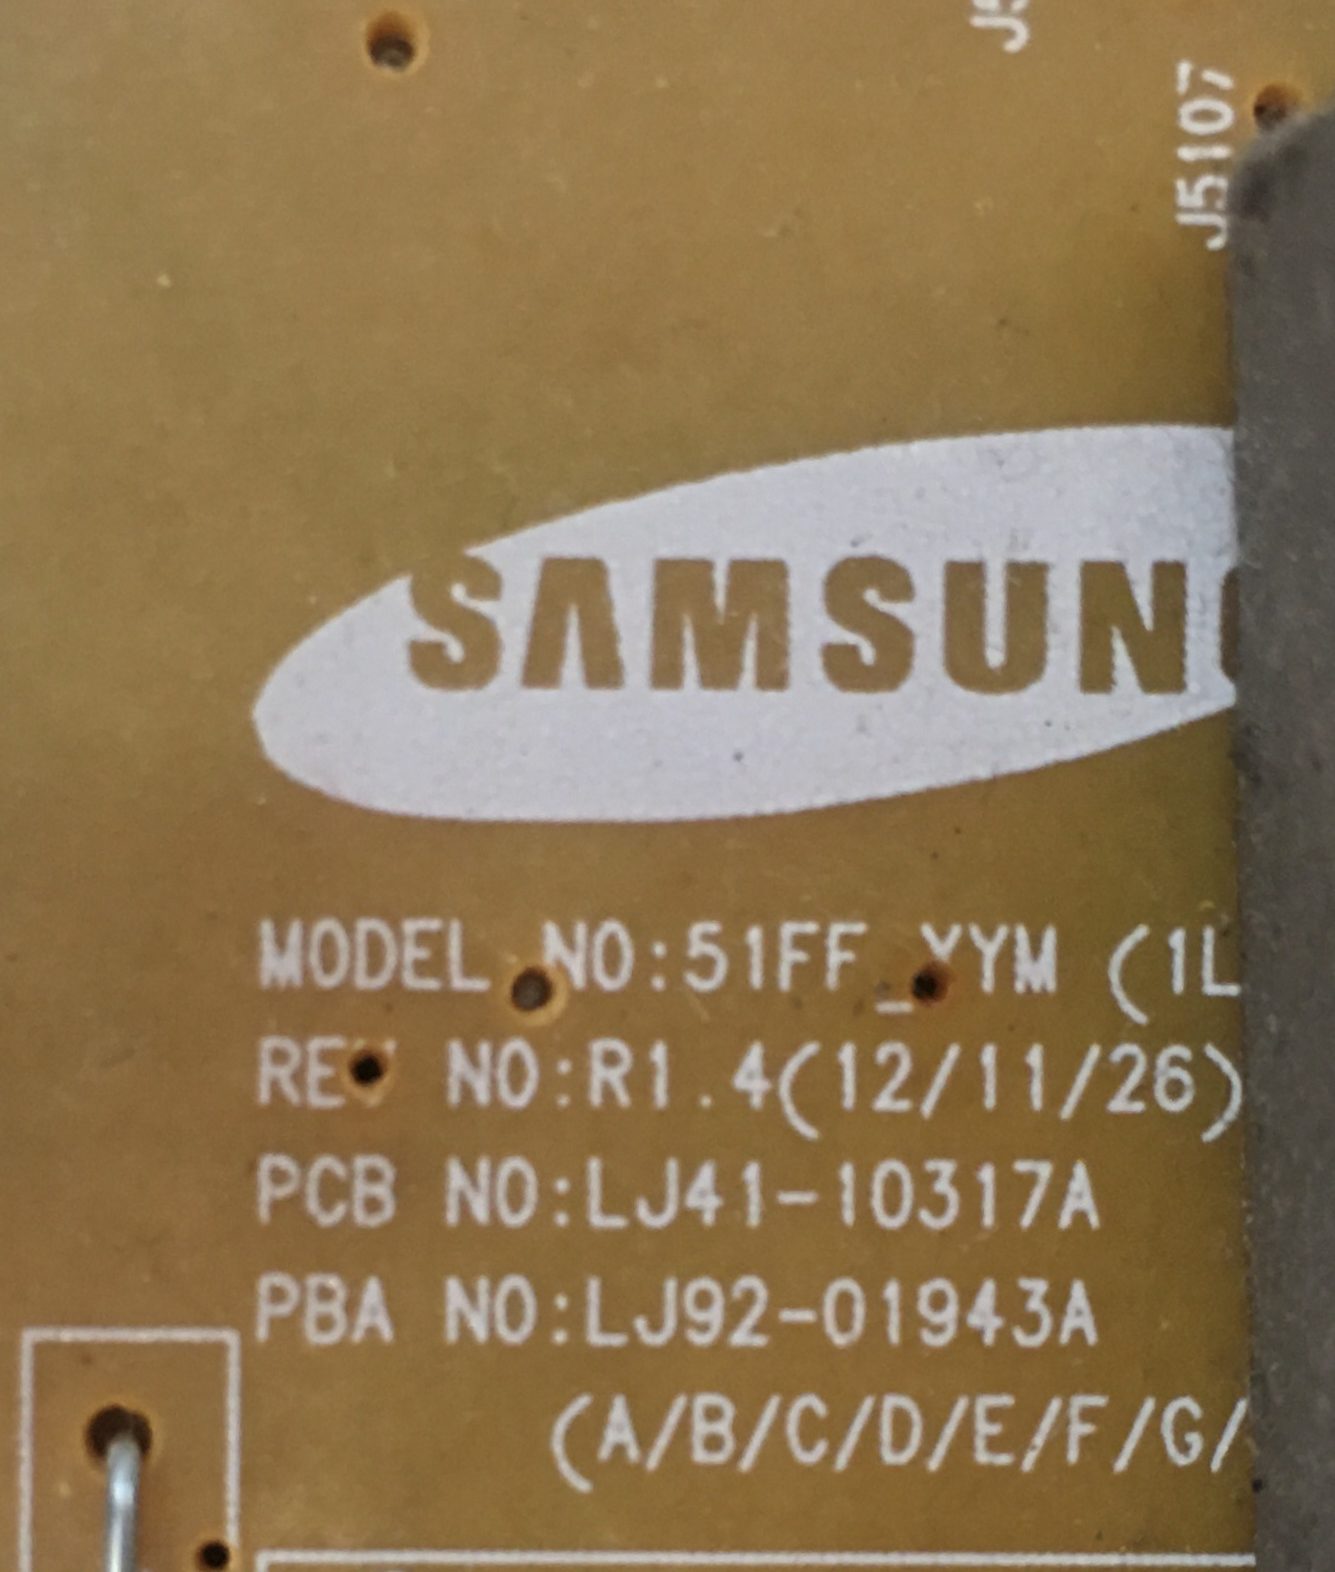 J5107
SAMSUN
MODEL NO:51FF_YYM (1L
REV NO:R1.4(12/11/26)
PCB NO:LJ41-10317A
PBA NO:LJ92-01943A
(A/B/C/D/E/F/G/